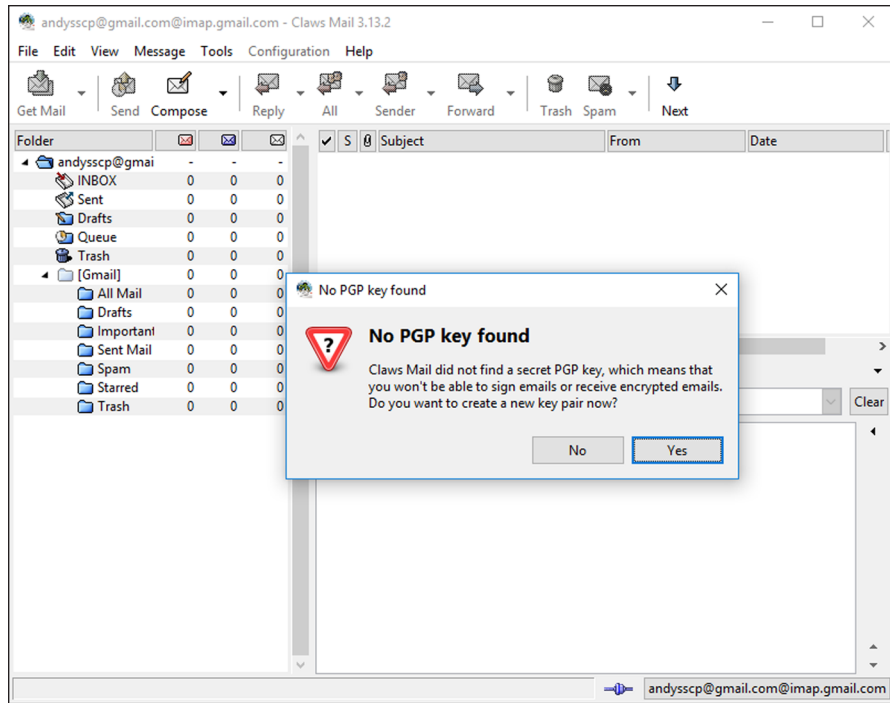 andysscp@gmail.com@imap.gmail.com - Claws Mail 3.13.2
File Edit View Message Tools Configuration Help
Get Mail Send Compose Reply All Sender Forward Trash Spam Next
Folder S Subject From Date
andysscp@gmai - - -
INBOX 0 0 0
Sent 0 0 0
Drafts 0 0 0
Queue 0 0 0
Trash 0 0 0
[Gmail] 0 0 0
All Mail 0 0 0
Drafts 0 0 0
Important 0 0 0
Sent Mail 0 0 0
Spam 0 0 0
Starred 0 0 0
Trash 0 0 0
No PGP key found
No PGP key found
Claws Mail did not find a secret PGP key, which means that
you won't be able to sign emails or receive encrypted emails.
Do you want to create a new key pair now?
No Yes
Clear
andysscp@gmail.com@imap.gmail.com